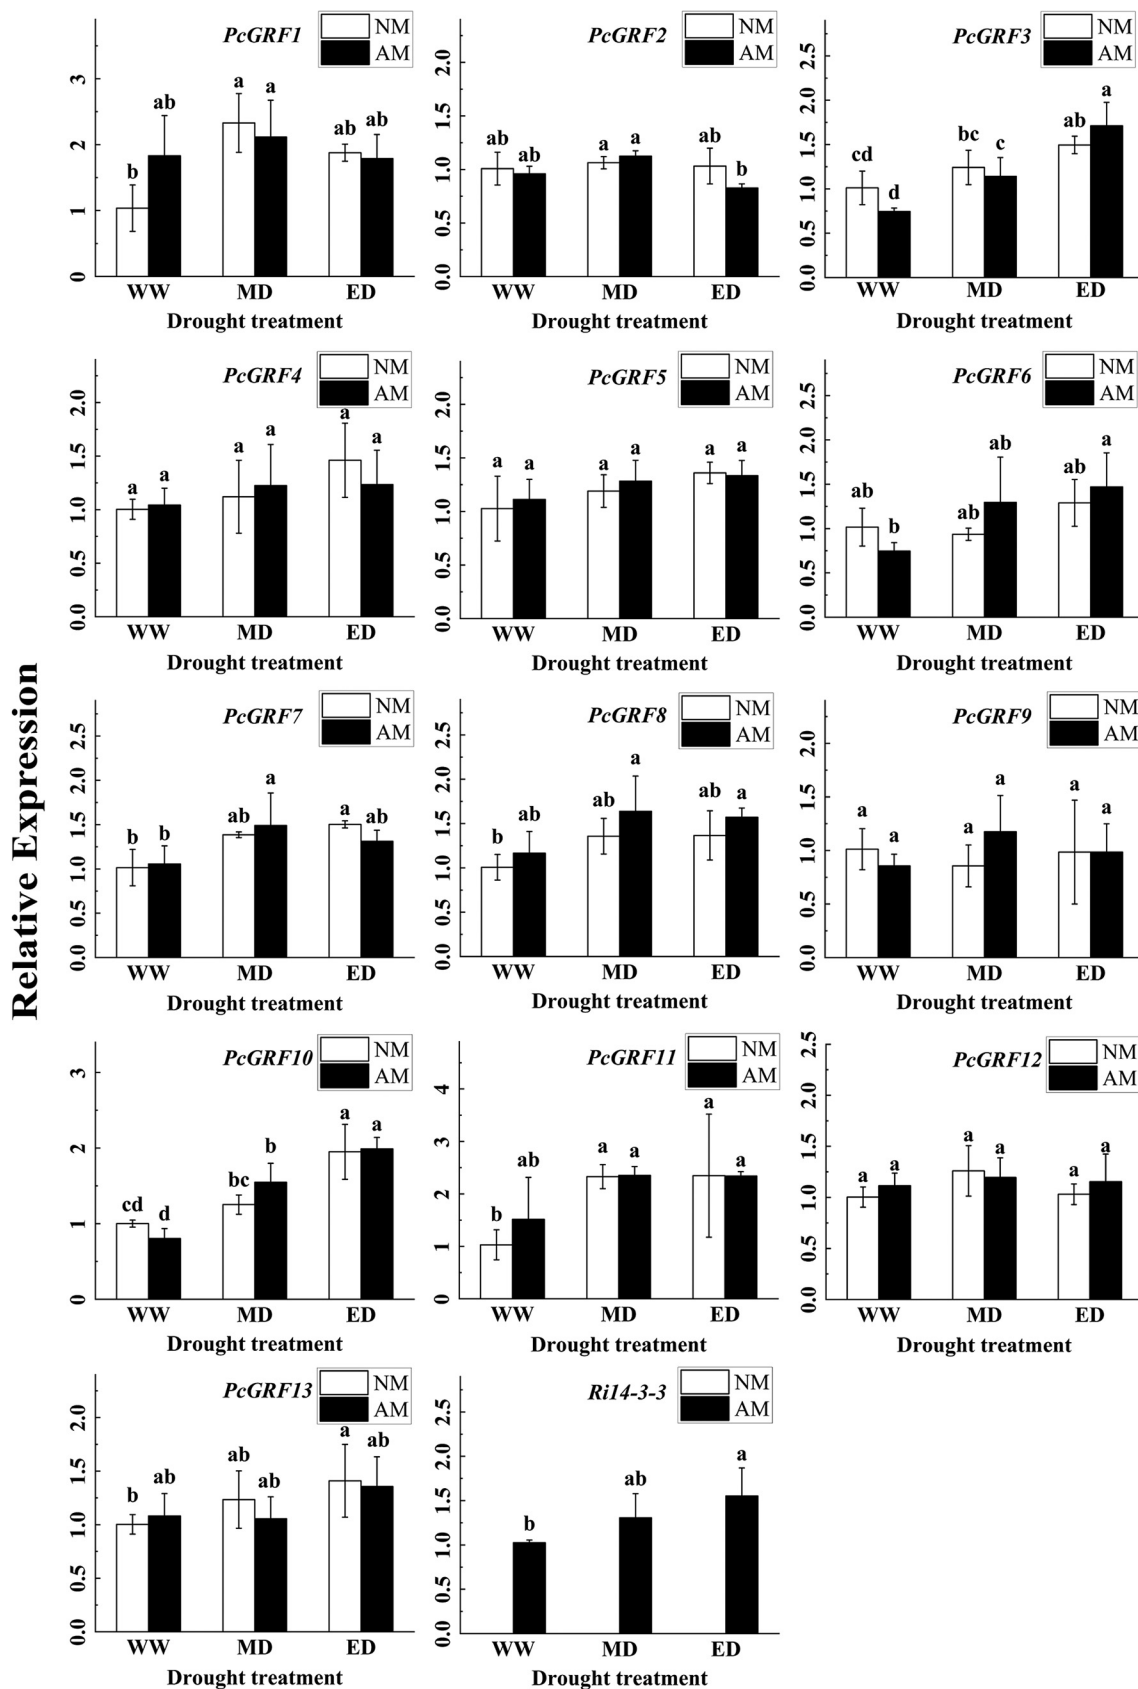 Relative Expression
PcGRF1
NM
AM
3
2
1
0
b
ab
a
a
ab
ab
WW MD ED
Drought treatment
PcGRF2
NM
AM
2.0
1.5
1.0
0.5
0.0
ab
ab
a
a
ab
b
WW MD ED
Drought treatment
PcGRF3
NM
AM
2.5
2.0
1.5
1.0
0.5
0.0
cd
d
bc
c
ab
a
WW MD ED
Drought treatment
PcGRF4
NM
AM
2.0
1.5
1.0
0.5
0.0
a
a
a
a
a
a
WW MD ED
Drought treatment
PcGRF5
NM
AM
2.0
1.5
1.0
0.5
0.0
a
a
a
a
a
a
WW MD ED
Drought treatment
PcGRF6
NM
AM
2.5
2.0
1.5
1.0
0.5
0.0
ab
b
ab
ab
ab
a
WW MD ED
Drought treatment
PcGRF7
NM
AM
2.5
2.0
1.5
1.0
0.5
0.0
b
b
ab
a
a
ab
WW MD ED
Drought treatment
PcGRF8
NM
AM
2.5
2.0
1.5
1.0
0.5
0.0
b
ab
ab
a
ab
a
WW MD ED
Drought treatment
PcGRF9
NM
AM
2.0
1.5
1.0
0.5
0.0
a
a
a
a
a
a
WW MD ED
Drought treatment
PcGRF10
NM
AM
3
2
1
0
cd
d
bc
b
a
a
WW MD ED
Drought treatment
PcGRF11
NM
AM
4
3
2
1
0
b
ab
a
a
a
a
WW MD ED
Drought treatment
PcGRF12
NM
AM
2.5
2.0
1.5
1.0
0.5
0.0
a
a
a
a
a
a
WW MD ED
Drought treatment
PcGRF13
NM
AM
2.0
1.5
1.0
0.5
0.0
b
ab
ab
ab
a
ab
WW MD ED
Drought treatment
Ri14-3-3
NM
AM
2.5
2.0
1.5
1.0
0.5
0.0
b
ab
a
WW MD ED
Drought treatment